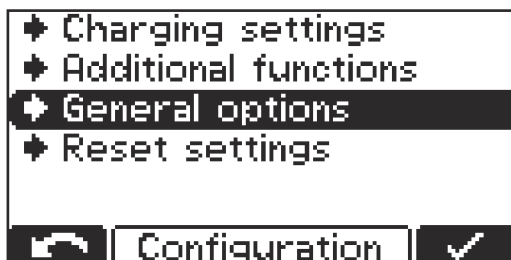 Charging settings
Additional functions
General options
Reset settings
Configuration